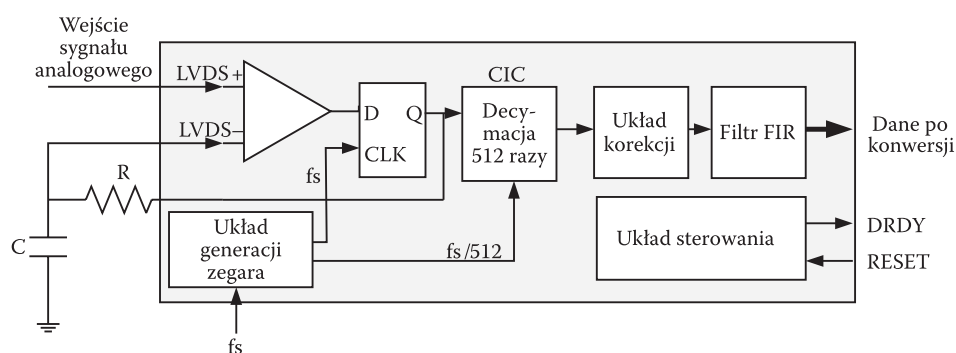 Wejście
sygnału
analogowego
LVDS+
LVDS–
R
C
D
Q
CLK
fs
CIC
Decy-
macja
512 razy
Układ
korekcji
Filtr FIR
Dane po
konwersji
Układ
generacji
zegara
fs/512
Układ sterowania
DRDY
RESET
fs